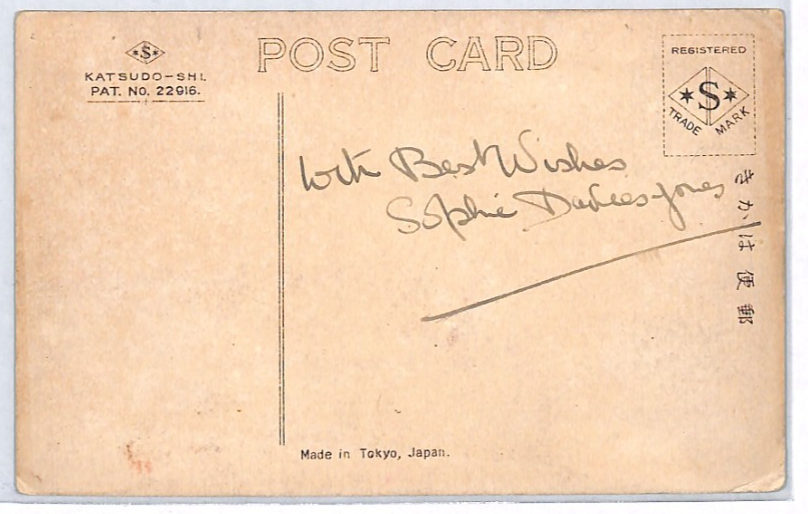 S
KATSUDO-SHI.
PAT. No. 22916.
POST CARD
REGISTERED
S
TRADE MARK
With Best Wishes
Sophie Davies Jones
きかは便郵
Made in Tokyo, Japan.